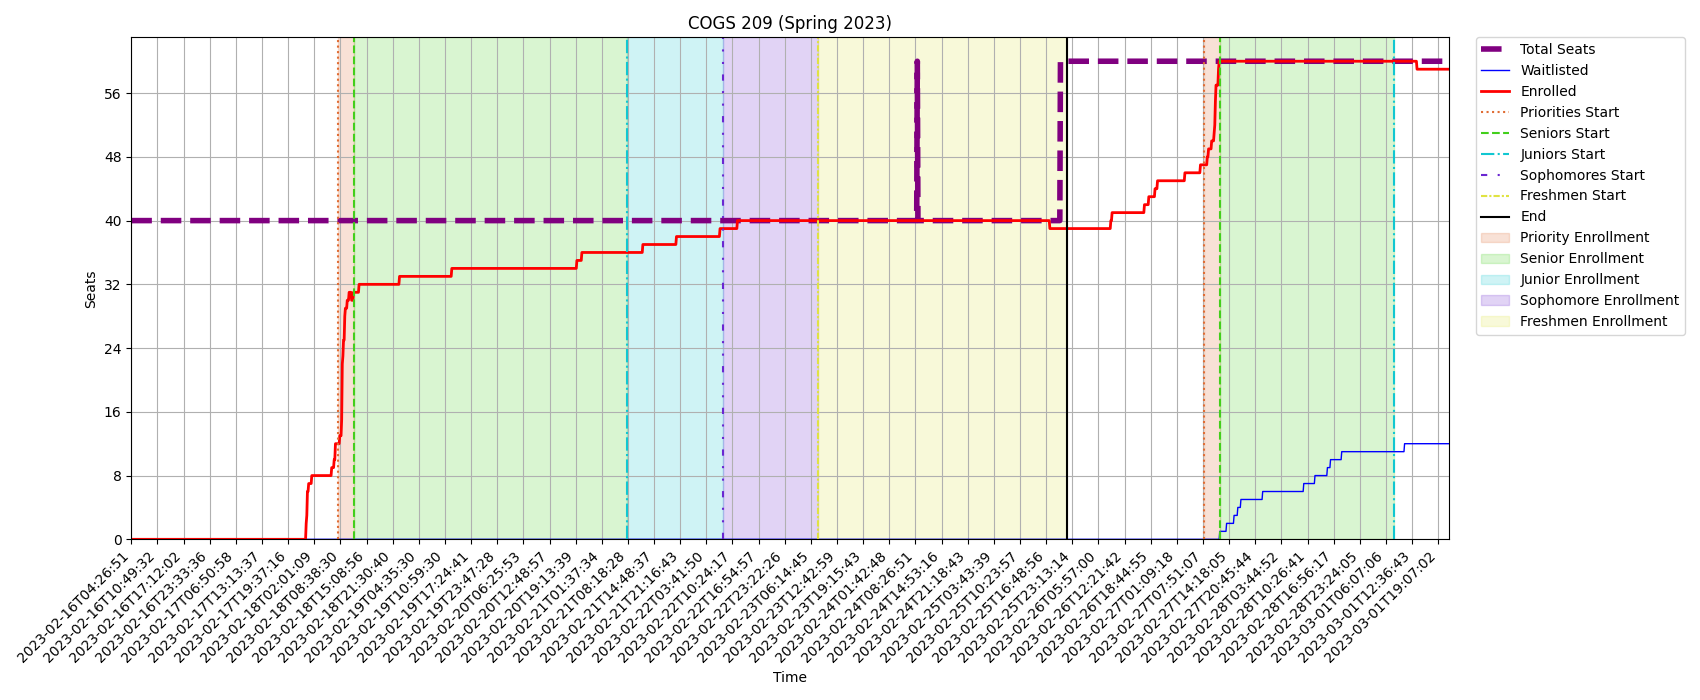 COGS 209 (Spring 2023)
Seats
56
48
40
32
24
16
8
0
2023-02-16T04:26:51
2023-02-16T10:49:32
2023-02-16T17:12:02
2023-02-16T23:33:36
2023-02-17T06:50:58
2023-02-17T13:13:37
2023-02-17T19:37:16
2023-02-18T02:01:09
2023-02-18T08:38:30
2023-02-18T15:08:56
2023-02-18T21:30:40
2023-02-19T04:35:30
2023-02-19T10:59:30
2023-02-19T17:24:41
2023-02-19T23:47:28
2023-02-20T06:25:53
2023-02-20T12:48:57
2023-02-20T19:13:39
2023-02-21T01:37:34
2023-02-21T08:18:28
2023-02-21T14:48:37
2023-02-21T21:16:43
2023-02-22T03:41:50
2023-02-22T10:24:17
2023-02-22T16:54:57
2023-02-22T23:22:26
2023-02-23T06:14:45
2023-02-23T12:42:59
2023-02-23T19:15:43
2023-02-24T01:42:48
2023-02-24T08:26:51
2023-02-24T14:53:16
2023-02-24T21:18:43
2023-02-25T03:43:39
2023-02-25T10:23:57
2023-02-25T16:48:56
2023-02-25T23:13:14
2023-02-26T05:57:00
2023-02-26T12:21:42
2023-02-26T18:44:55
2023-02-27T01:09:18
2023-02-27T07:51:07
2023-02-27T14:18:05
2023-02-27T20:45:44
2023-02-28T03:44:52
2023-02-28T10:26:41
2023-02-28T16:56:17
2023-02-28T23:24:05
2023-03-01T06:07:06
2023-03-01T12:36:43
2023-03-01T19:07:02
Time
Total Seats
Waitlisted
Enrolled
Priorities Start
Seniors Start
Juniors Start
Sophomores Start
Freshmen Start
End
Priority Enrollment
Senior Enrollment
Junior Enrollment
Sophomore Enrollment
Freshmen Enrollment